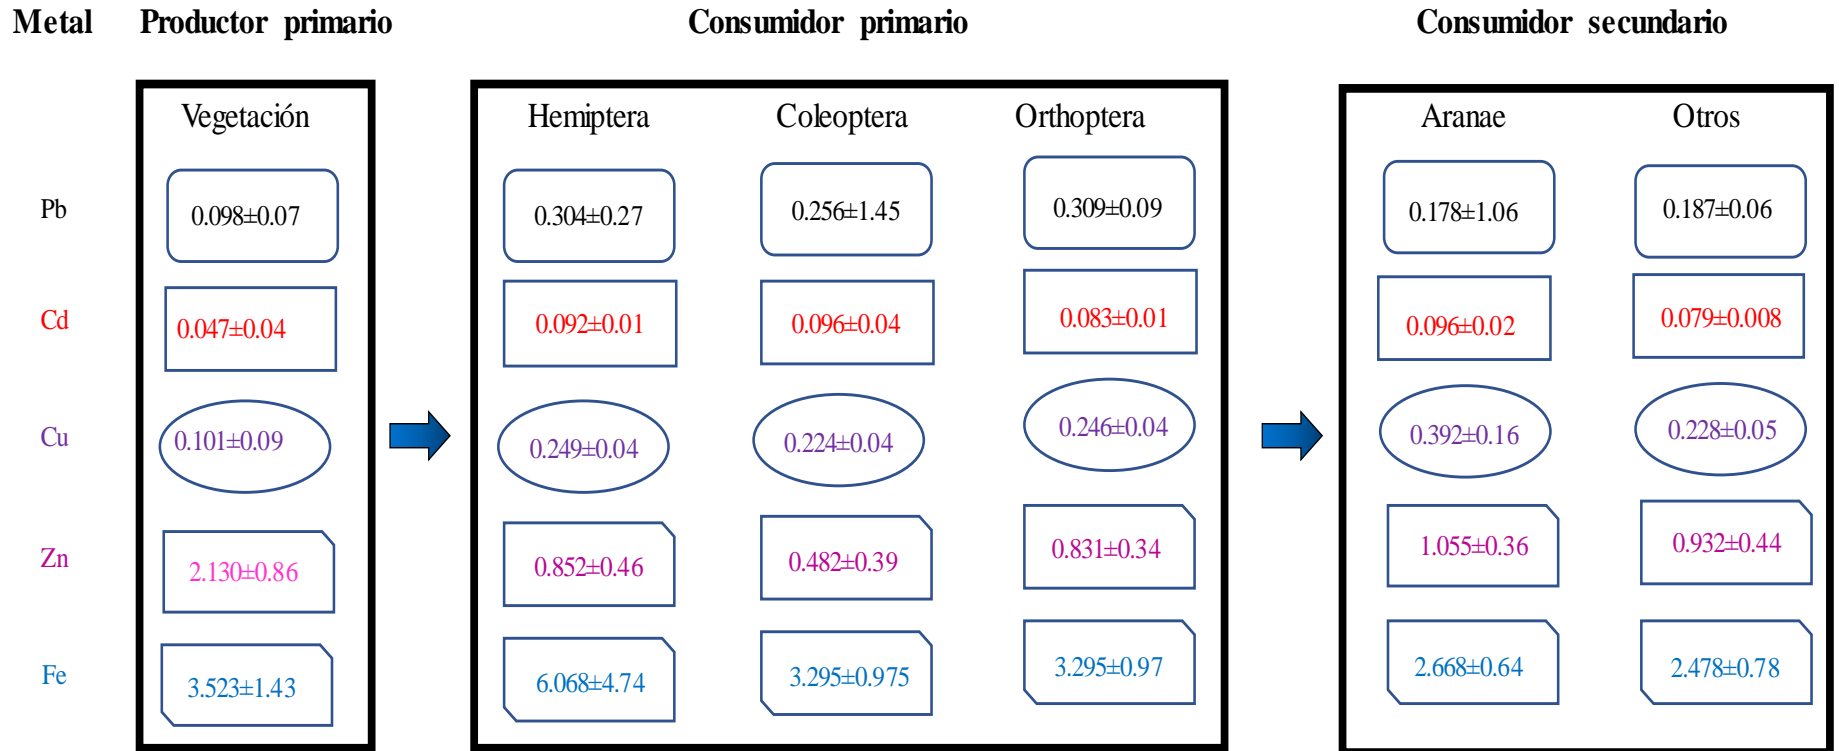 Metal Productor primario Consumidor primario Consumidor secundario
Vegetación Hemiptera Coleoptera Orthoptera Aranae Otros
Pb 0.098±0.07 0.304±0.27 0.256±1.45 0.309±0.09 0.178±1.06 0.187±0.06
Cd 0.047±0.04 0.092±0.01 0.096±0.04 0.083±0.01 0.096±0.02 0.079±0.008
Cu 0.101±0.09 0.249±0.04 0.224±0.04 0.246±0.04 0.392±0.16 0.228±0.05
Zn 2.130±0.86 0.852±0.46 0.482±0.39 0.831±0.34 1.055±0.36 0.932±0.44
Fe 3.523±1.43 6.068±4.74 3.295±0.975 3.295±0.97 2.668±0.64 2.478±0.78